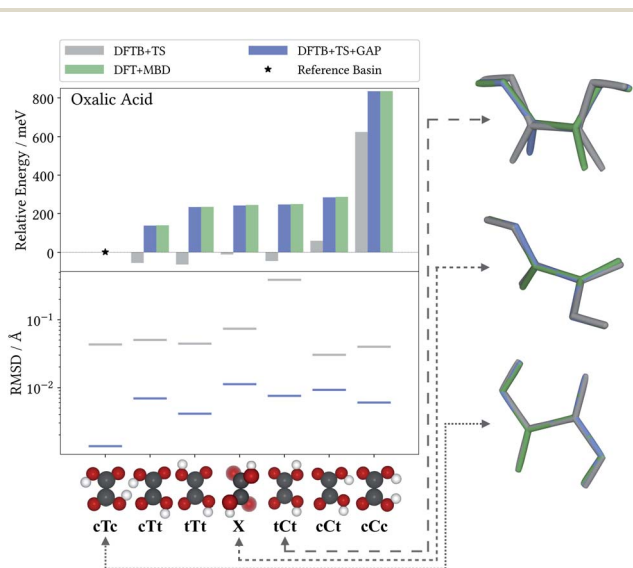 DFTB+TS
DFTB+TS+GAP
DFT+MBD
Reference Basin
Oxalic Acid
Relative Energy / meV
800
600
400
200
0
RMSD / Å
10⁻¹
10⁻²
cTc cTt tTt X tCt cCt cCc